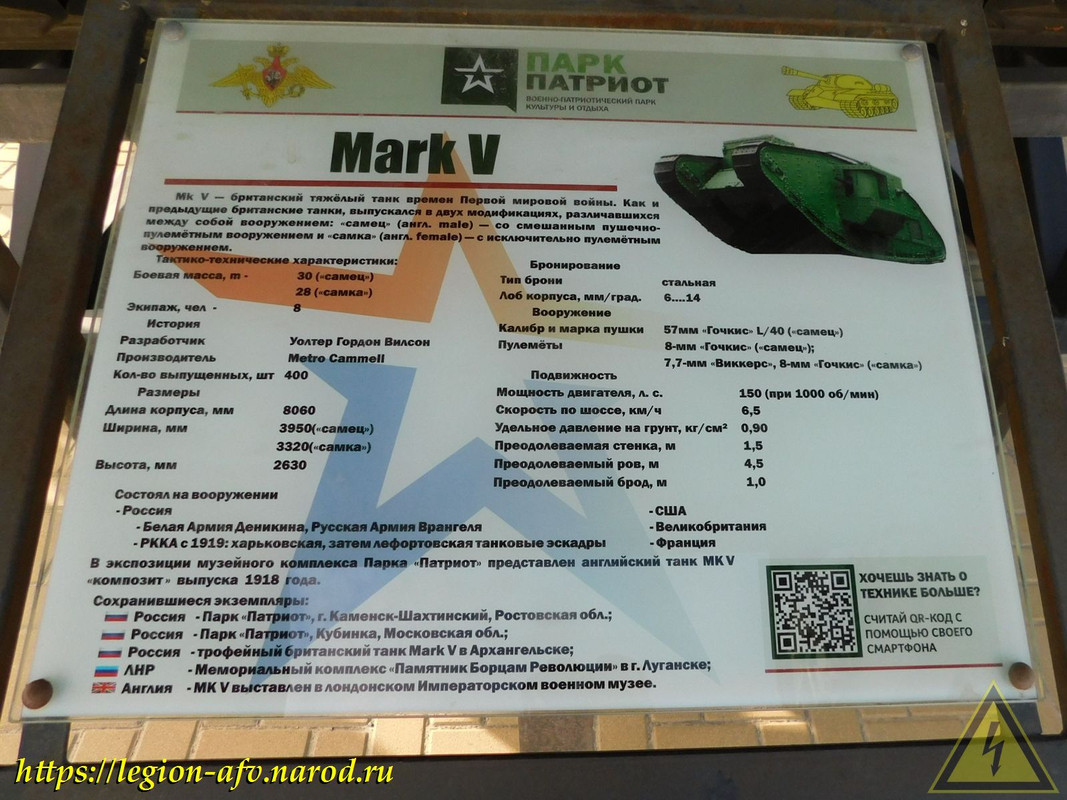 ПАРК
ПАТРИОТ
ВОЕННО-ПАТРИОТИЧЕСКИЙ ПАРК
КУЛЬТУРЫ И ОТДЫХА
Mark V
Mk V — британский тяжёлый танк времен Первой мировой войны. Как и
предыдущие британские танки, выпускался в двух модификациях, различавшихся
между собой вооружением: «самец» (англ. male) — со смешанным пушечно-
пулемётным вооружением и «самка» (англ. female) — с исключительно пулемётным
вооружением.
Тактико-технические характеристики:
Боевая масса, т - 30 («самец»)
28 («самка»)
Экипаж, чел - 8
История
Разработчик Уолтер Гордон Вилсон
Производитель Metro Cammell
Кол-во выпущенных, шт 400
Размеры
Длина корпуса, мм 8060
Ширина, мм 3950(«самец»)
3320(«самка»)
Высота, мм 2630
Бронирование
Тип брони стальная
Лоб корпуса, мм/град. 6....14
Вооружение
Калибр и марка пушки 57мм «Гочкис» L/40 («самец»)
Пулемёты 8-мм «Гочкис» («самец»);
7,7-мм «Виккерс», 8-мм «Гочкис» («самка»)
Подвижность
Мощность двигателя, л. с. 150 (при 1000 об/мин)
Скорость по шоссе, км/ч 6,5
Удельное давление на грунт, кг/см² 0,90
Преодолеваемая стенка, м 1,5
Преодолеваемый ров, м 4,5
Преодолеваемый брод, м 1,0
Состоял на вооружении
- Россия
- Белая Армия Деникина, Русская Армия Врангеля
- РККА с 1919: харьковская, затем лефортовская танковые эскадры
- США
- Великобритания
- Франция
В экспозиции музейного комплекса Парка «Патриот» представлен английский танк MK V
«композит» выпуска 1918 года.
Сохранившиеся экземпляры:
Россия - Парк «Патриот», г. Каменск-Шахтинский, Ростовская обл.;
Россия - Парк «Патриот», Кубинка, Московская обл.;
Россия - трофейный британский танк Mark V в Архангельске;
ЛНР - Мемориальный комплекс «Памятник Борцам Революции» в г. Луганске;
Англия - MK V выставлен в лондонском Императорском военном музее.
ХОЧЕШЬ ЗНАТЬ О
ТЕХНИКЕ БОЛЬШЕ?
СЧИТАЙ QR-КОД С
ПОМОЩЬЮ СВОЕГО
СМАРТФОНА
https://legion-afv.narod.ru